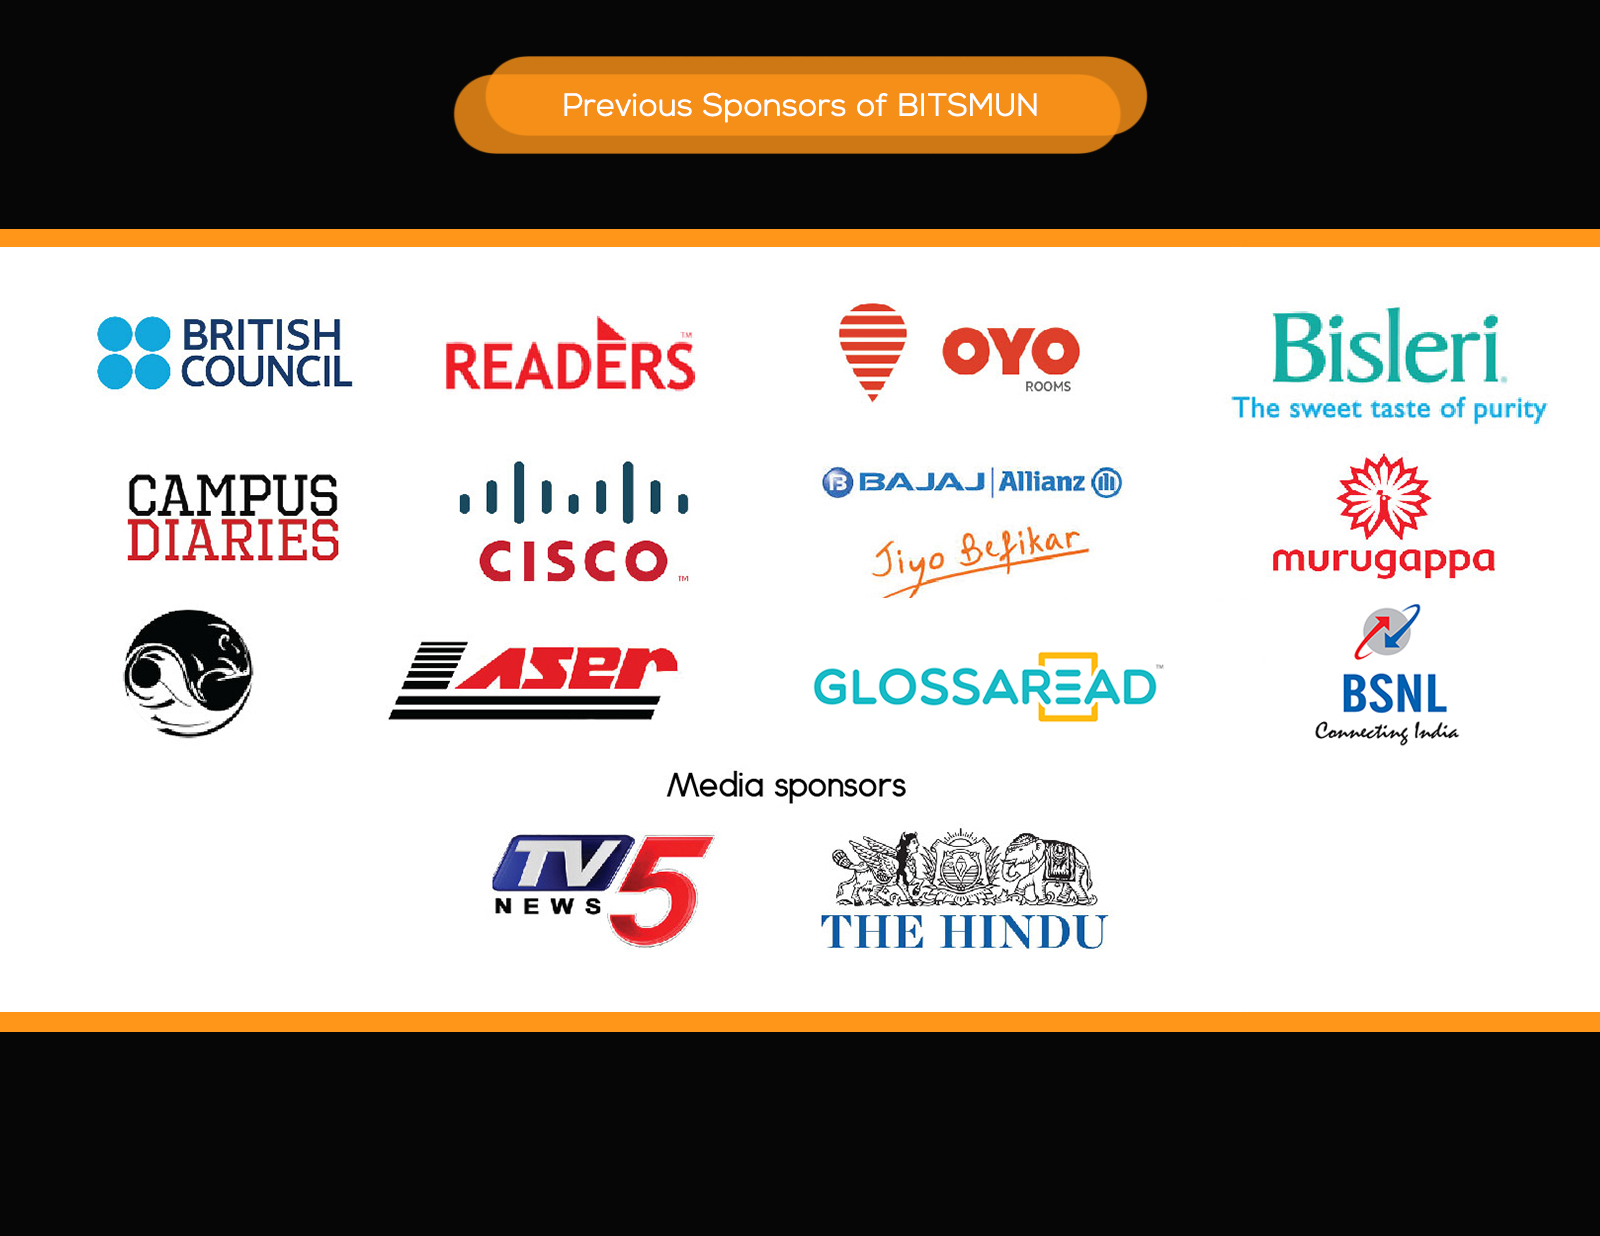 Previous Sponsors of BITSMUN
BRITISH
COUNCIL
READERS™
OYO
ROOMS
Bisleri
The sweet taste of purity
CAMPUS
DIARIES
CISCO™
B BAJAJ | Allianz
Jiyo Befikar
murugappa
LASER
GLOSSAREAD™
BSNL
Connecting India
Media sponsors
TV5
NEWS
THE HINDU